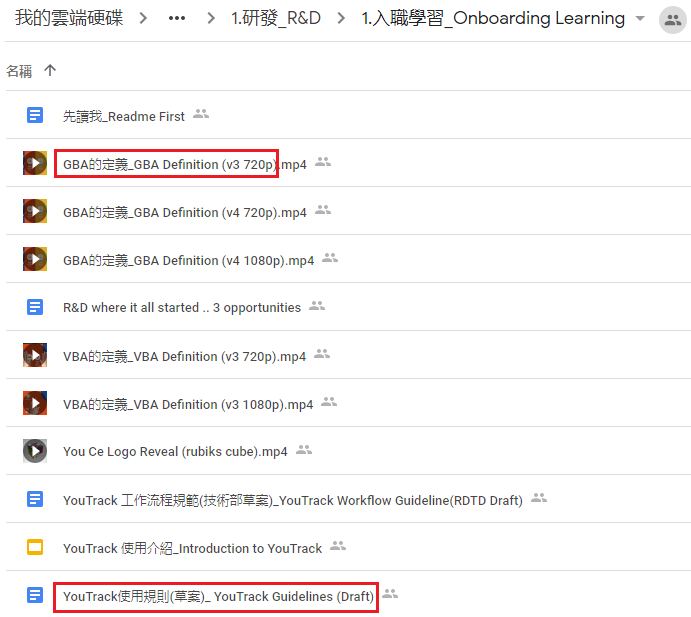 我的雲端硬碟 > ••• > 1.研發_R&D > 1.入職學習_Onboarding Learning
名稱 ↑
先讀我_Readme First
GBA的定義_GBA Definition (v3 720p).mp4
GBA的定義_GBA Definition (v4 720p).mp4
GBA的定義_GBA Definition (v4 1080p).mp4
R&D where it all started .. 3 opportunities
VBA的定義_VBA Definition (v3 720p).mp4
VBA的定義_VBA Definition (v3 1080p).mp4
You Ce Logo Reveal (rubiks cube).mp4
YouTrack 工作流程規範(技術部草案)_YouTrack Workflow Guideline(RDTD Draft)
YouTrack 使用介紹_Introduction to YouTrack
YouTrack使用規則(草案)_ YouTrack Guidelines (Draft)